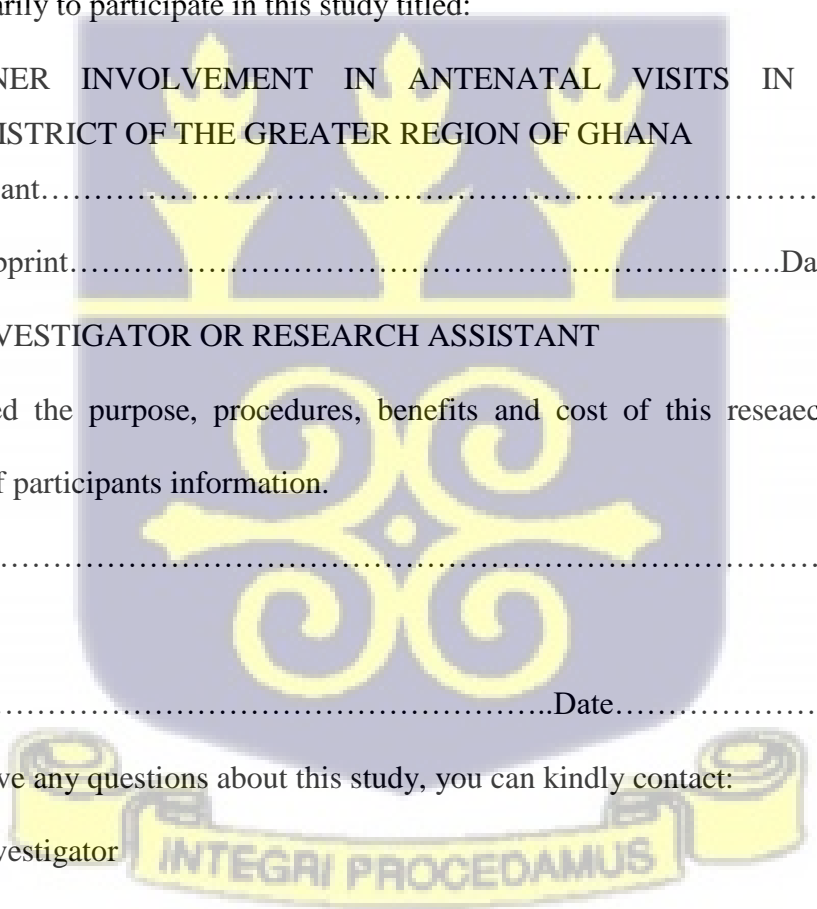 arily to participate in this study titled:
NER INVOLVEMENT IN ANTENATAL VISITS IN
ISTRICT OF THE GREATER REGION OF GHANA
ant……………………………………………………………………
bprint………………………………………………………….Da
VESTIGATOR OR RESEARCH ASSISTANT
ed the purpose, procedures, benefits and cost of this reseaec
f participants information.
……………………………………………………………………
…………………………………………….Date………………
ve any questions about this study, you can kindly contact:
vestigator
INTEGRI PROCEDAMUS